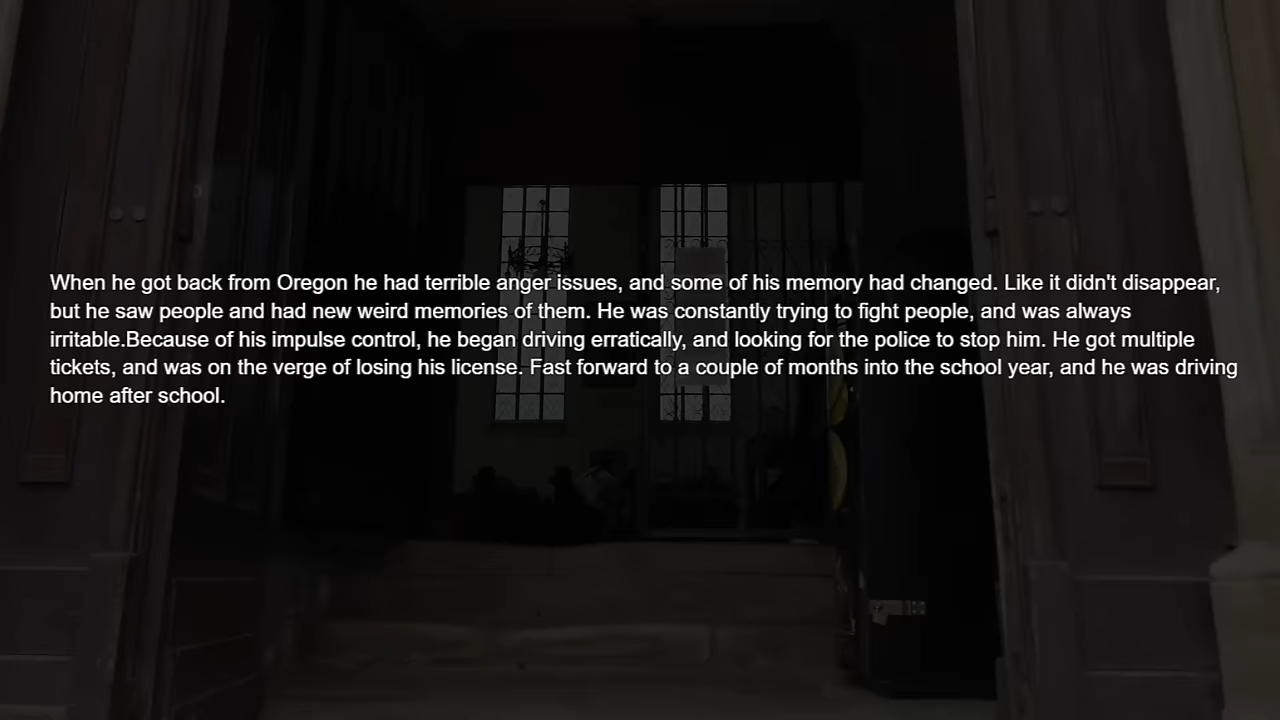 When he got back from Oregon he had terrible anger issues, and some of his memory had changed. Like it didn't disappear,
but he saw people and had new weird memories of them. He was constantly trying to fight people, and was always
irritable.Because of his impulse control, he began driving erratically, and looking for the police to stop him. He got multiple
tickets, and was on the verge of losing his license. Fast forward to a couple of months into the school year, and he was driving
home after school.